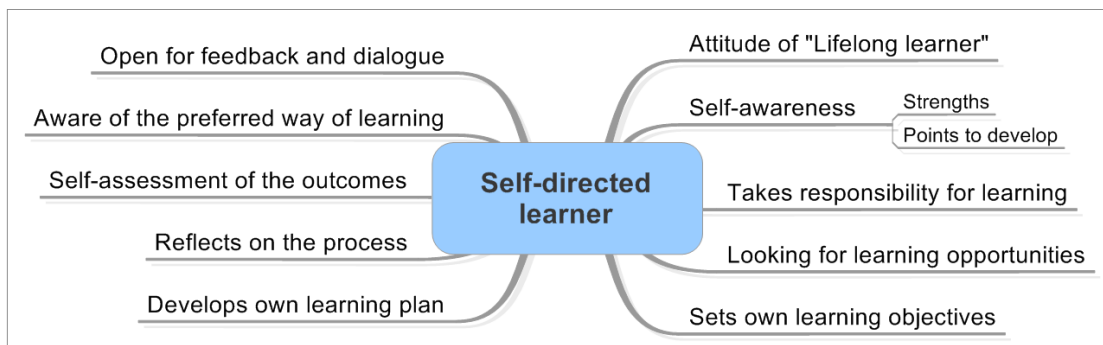 Open for feedback and dialogue
Aware of the preferred way of learning
Self-assessment of the outcomes
Reflects on the process
Develops own learning plan
Self-directed
learner
Attitude of "Lifelong learner"
Self-awareness
Strengths
Points to develop
Takes responsibility for learning
Looking for learning opportunities
Sets own learning objectives